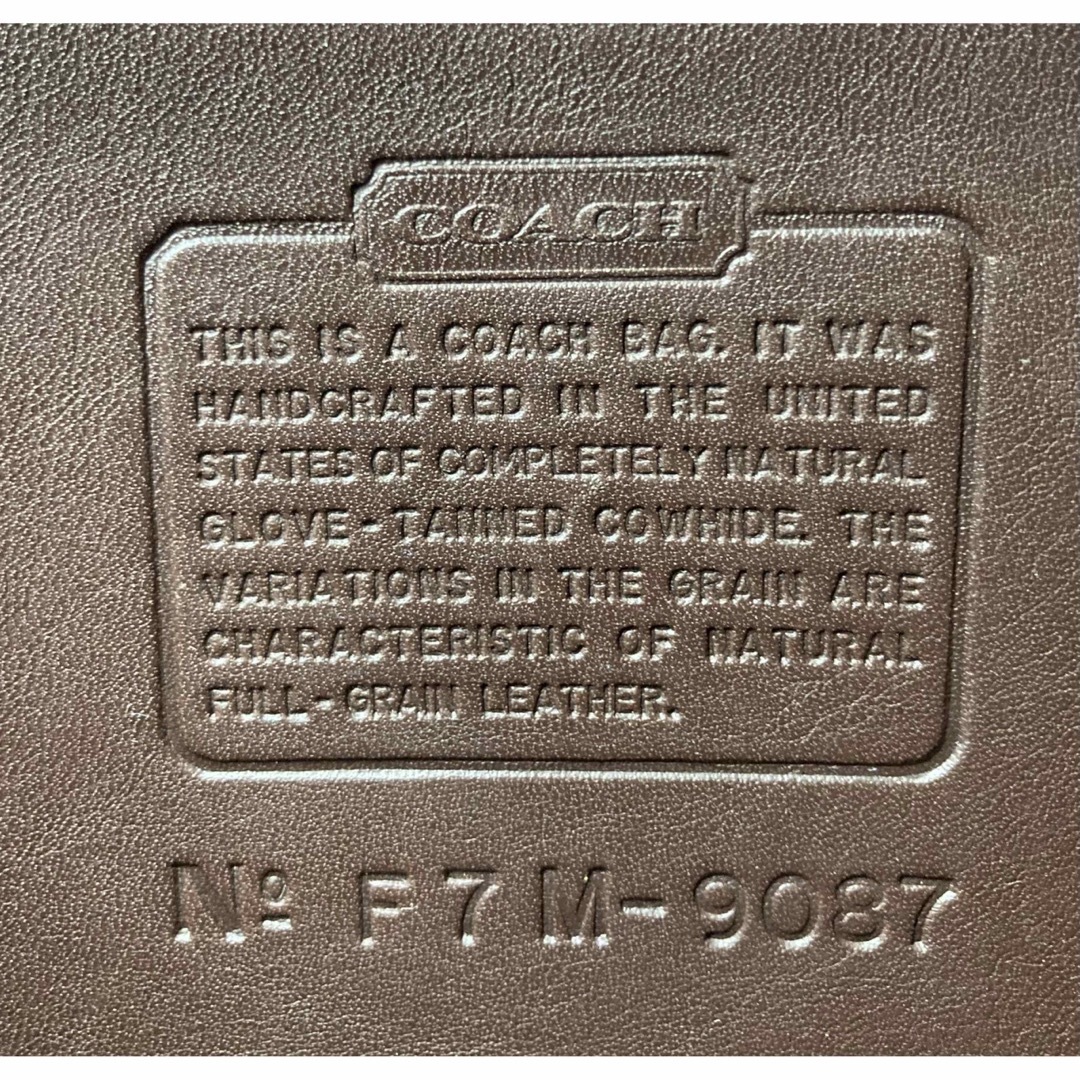 COACH
THIS IS A COACH BAG. IT WAS
HANDCRAFTED IN THE UNITED
STATES OF COMPLETELY NATURAL
GLOVE-TANNED COWHIDE. THE
VARIATIONS IN THE GRAIN ARE
CHARACTERISTIC OF NATURAL
FULL-GRAIN LEATHER.
Nº F7M-9087